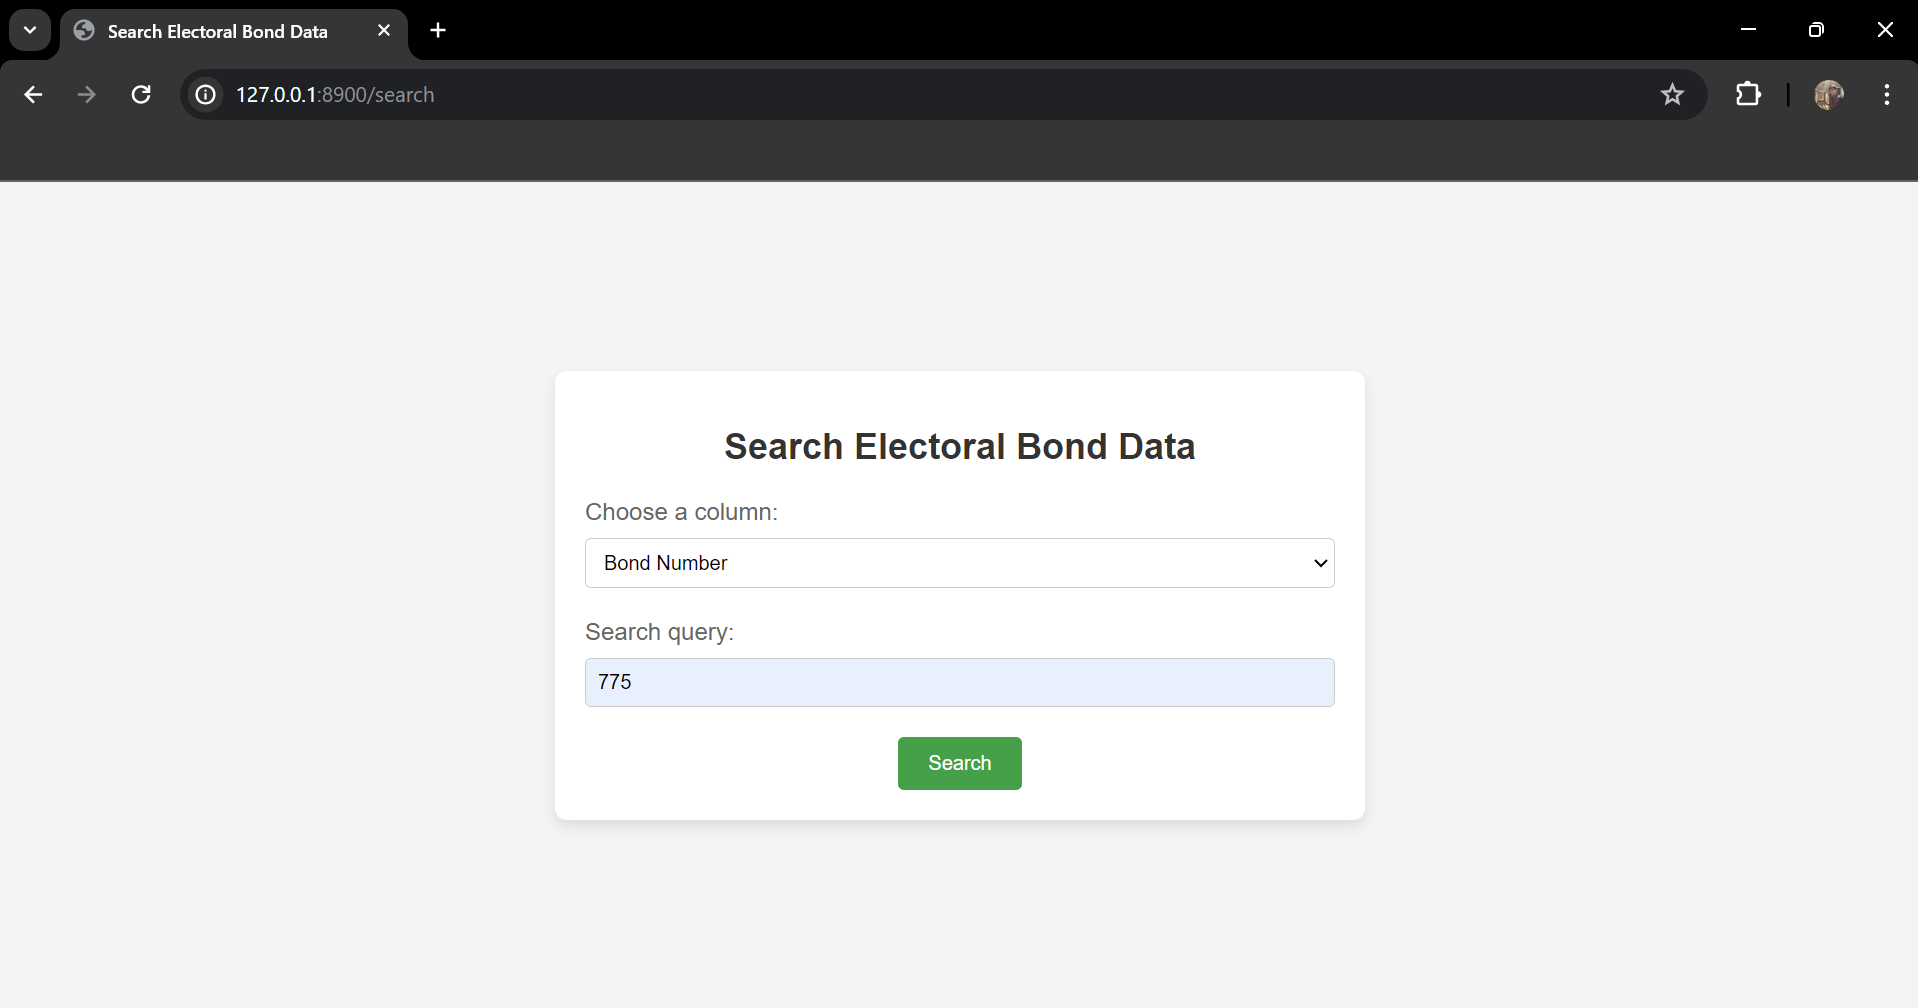 Search Electoral Bond Data
127.0.0.1:8900/search
Search Electoral Bond Data
Choose a column:
Bond Number
Search query:
775
Search